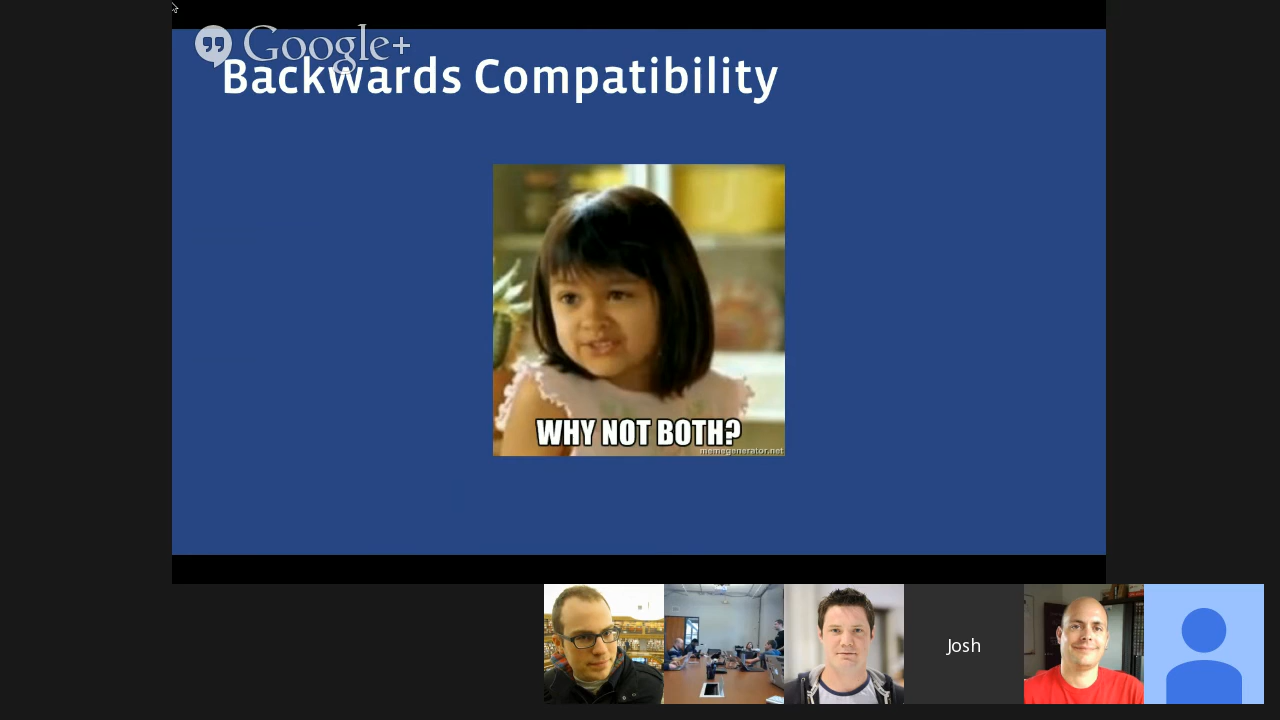 Google+
Backwards Compatibility
WHY NOT BOTH?
memegenerator.net
Josh